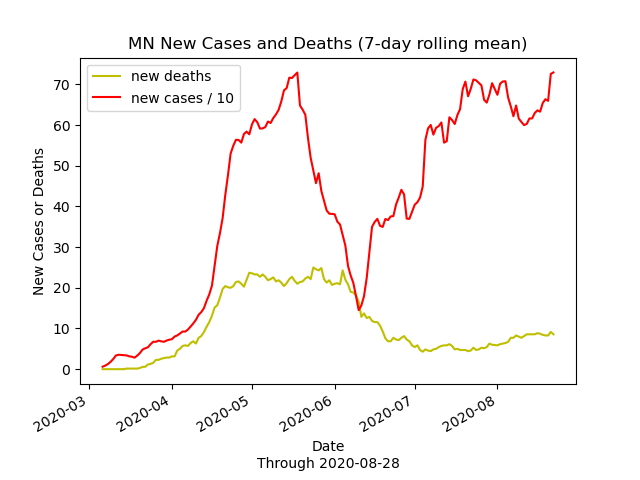 MN New Cases and Deaths (7-day rolling mean)
new deaths
new cases / 10
New Cases or Deaths
70
60
50
40
30
20
10
0
2020-03
2020-04
2020-05
2020-06
2020-07
2020-08
Date
Through 2020-08-28